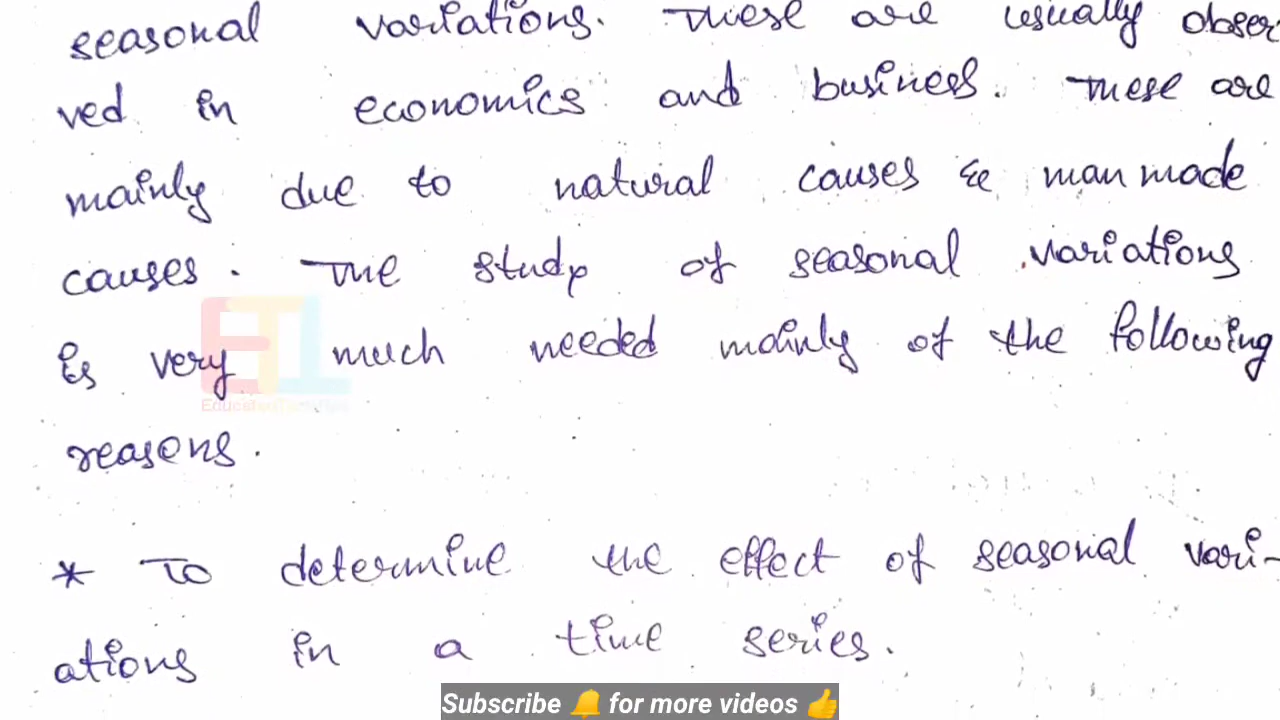 seasonal variations. These are usually obser
ved in economics and business. These are
mainly due to natural causes & man made
causes. The study of seasonal variations
is very much needed mainly of the following
reasons.
* To determine the effect of seasonal vari-
ations in a time series.
Subscribe 🔔 for more videos 👍